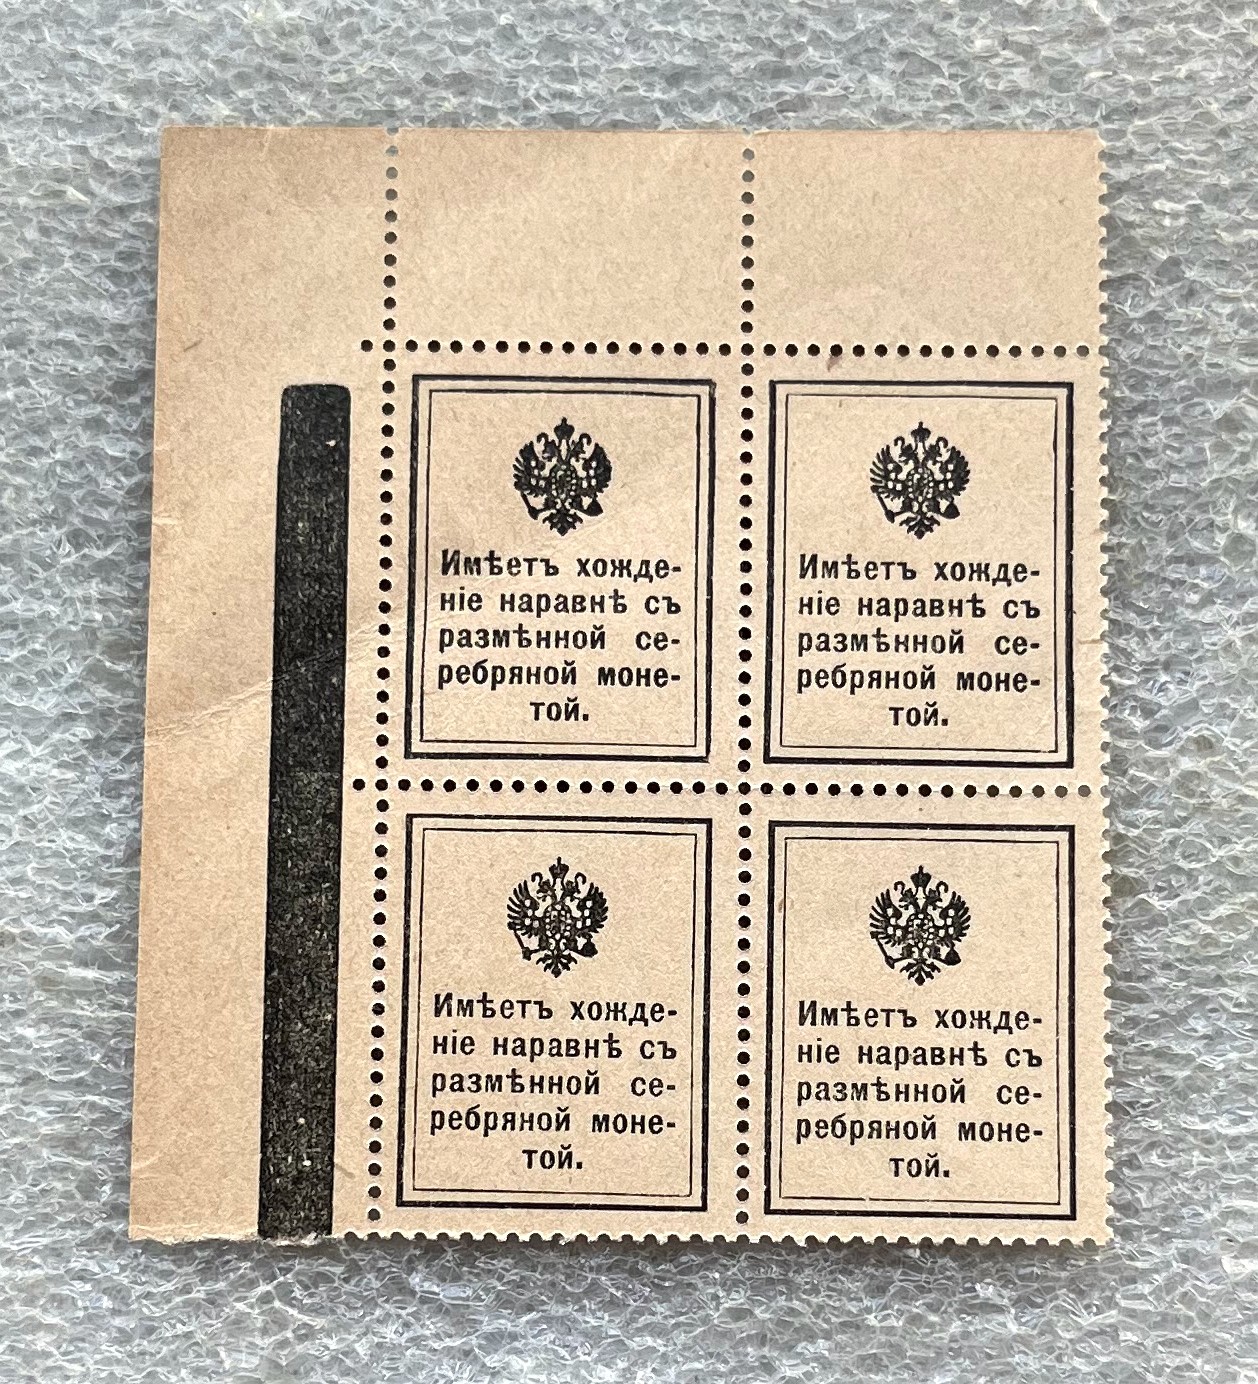 Имѣетъ хожде-
ніе наравнѣ съ
размѣнной се-
ребряной моне-
той.
Имѣетъ хожде-
ніе наравнѣ съ
размѣнной се-
ребряной моне-
той.
Имѣетъ хожде-
ніе наравнѣ съ
размѣнной се-
ребряной моне-
той.
Имѣетъ хожде-
ніе наравнѣ съ
размѣнной се-
ребряной моне-
той.